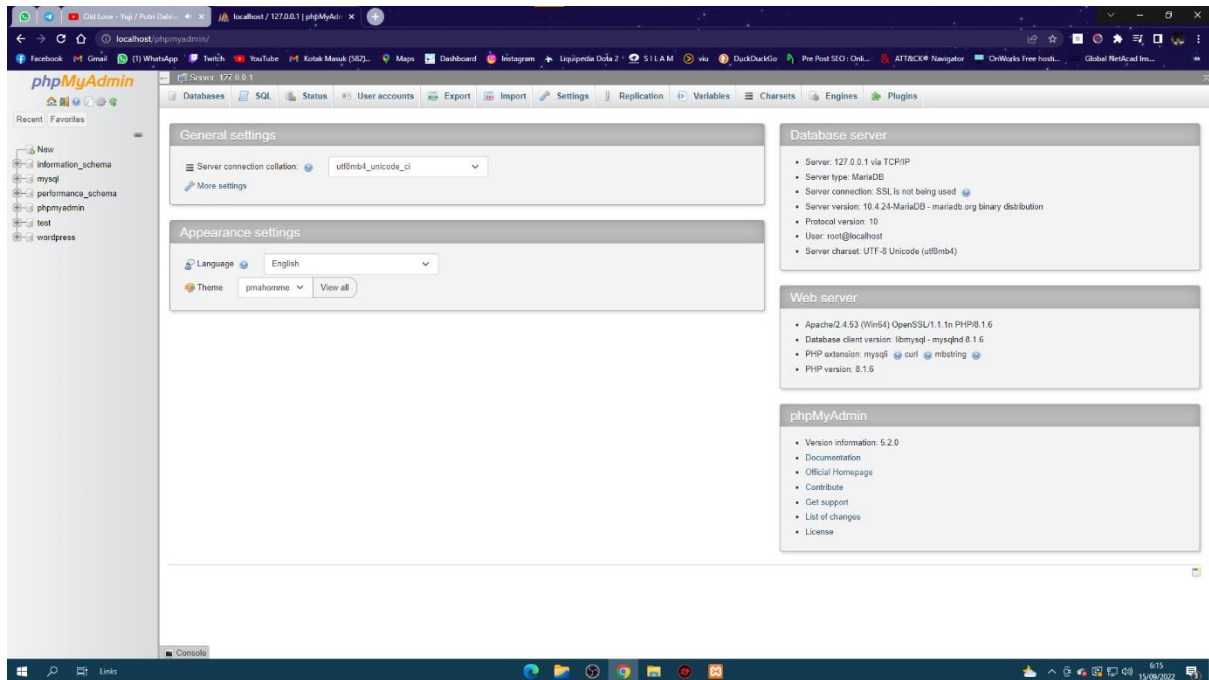 Old Love - Yuji / Putri Dahlia
localhost / 127.0.0.1 | phpMyAdm
localhost/phpmyadmin/
Facebook Gmail (1) WhatsApp Twitch YouTube Kotak Masuk (582)... Maps Dashboard Instagram Liquipedia Dota 2 S I L A M viu DuckDuckGo Pre Post SEO : Onli... ATT&CK® Navigator OnWorks Free hosti... Global NetAcad Ins...
phpMyAdmin
Recent Favorites
New
information_schema
mysql
performance_schema
phpmyadmin
test
wordpress
Server: 127.0.0.1
Databases SQL Status User accounts Export Import Settings Replication Variables Charsets Engines Plugins
General settings
Server connection collation: utf8mb4_unicode_ci
More settings
Appearance settings
Language English
Theme pmahomme View all
Database server
Server: 127.0.0.1 via TCP/IP
Server type: MariaDB
Server connection: SSL is not being used
Server version: 10.4.24-MariaDB - mariadb.org binary distribution
Protocol version: 10
User: root@localhost
Server charset: UTF-8 Unicode (utf8mb4)
Web server
Apache/2.4.53 (Win64) OpenSSL/1.1.1n PHP/8.1.6
Database client version: libmysql - mysqlnd 8.1.6
PHP extension: mysqli curl mbstring
PHP version: 8.1.6
phpMyAdmin
Version information: 5.2.0
Documentation
Official Homepage
Contribute
Get support
List of changes
License
Console
Links
6:15
15/09/2022